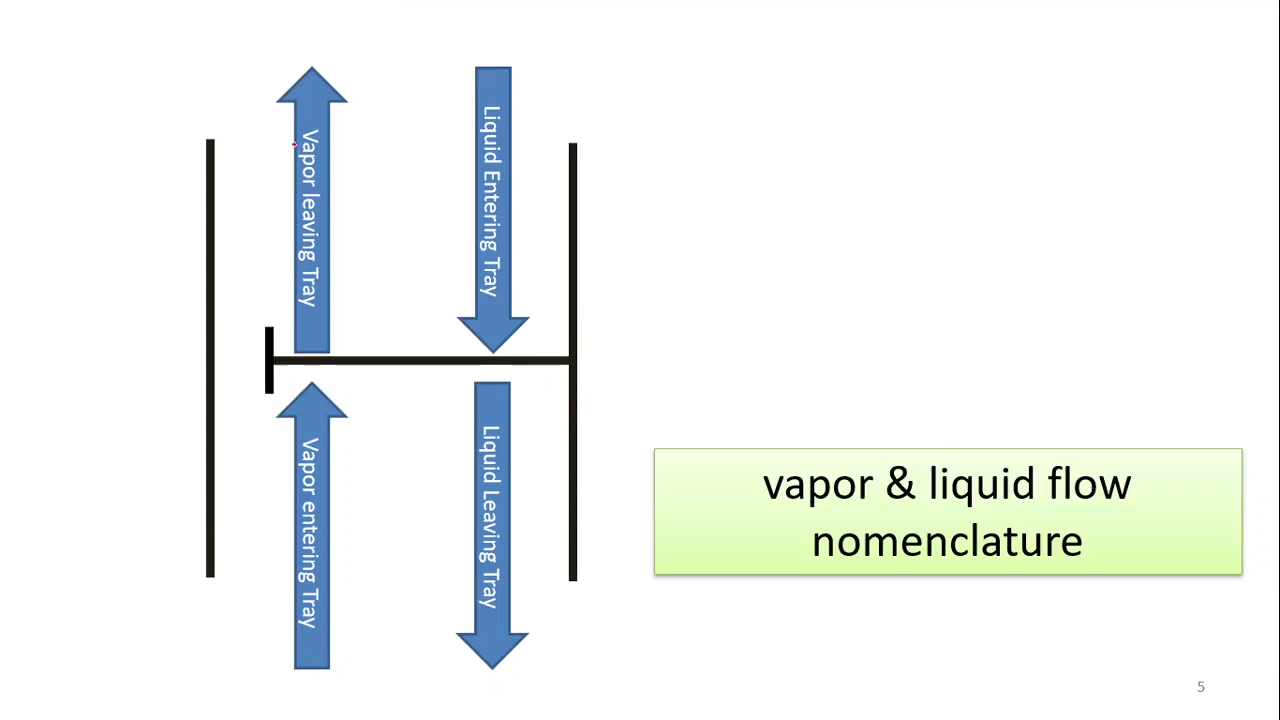 Vapor leaving Tray
Liquid Entering Tray
Vapor entering Tray
Liquid Leaving Tray
vapor & liquid flow
nomenclature
5